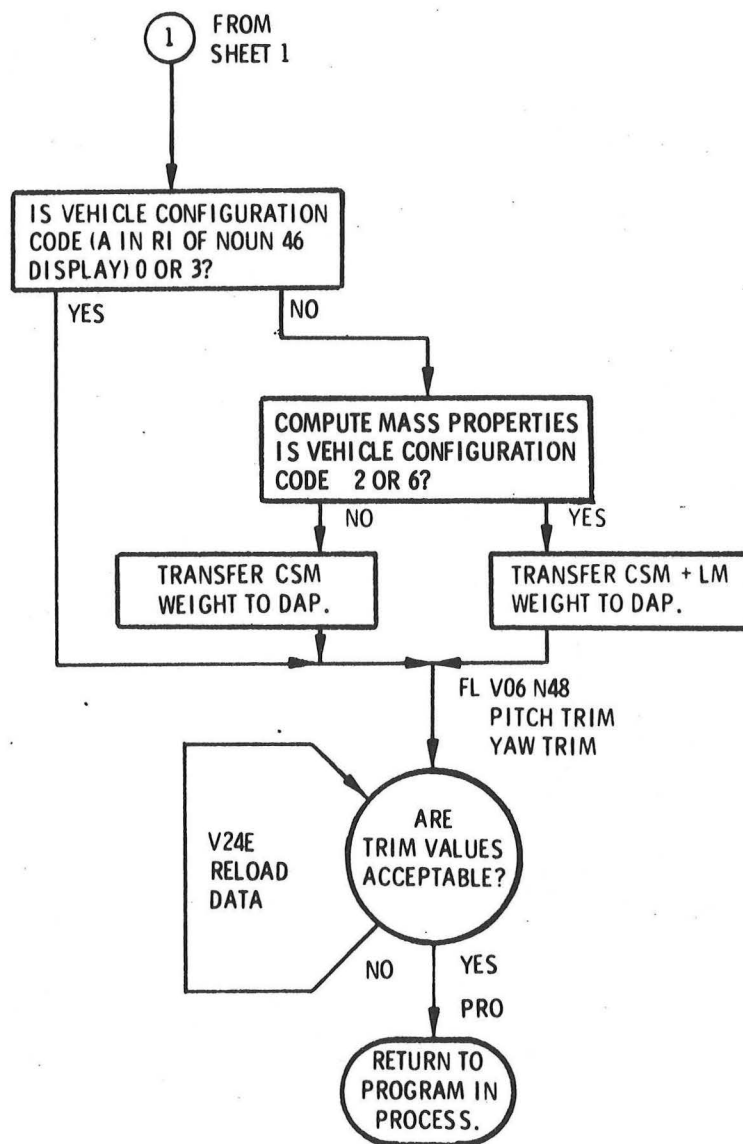 1
FROM
SHEET 1
IS VEHICLE CONFIGURATION
CODE (A IN RI OF NOUN 46
DISPLAY) 0 OR 3?
YES
NO
COMPUTE MASS PROPERTIES
IS VEHICLE CONFIGURATION
CODE 2 OR 6?
NO
YES
TRANSFER CSM
WEIGHT TO DAP.
TRANSFER CSM + LM
WEIGHT TO DAP.
FL V06 N48
PITCH TRIM
YAW TRIM
ARE
TRIM VALUES
ACCEPTABLE?
V24E
RELOAD
DATA
NO
YES
PRO
RETURN TO
PROGRAM IN
PROCESS.